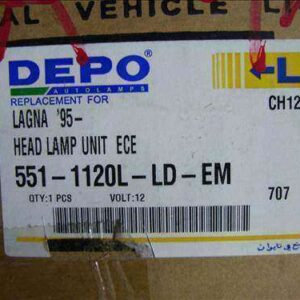 AL VEHICLE LI
DEPO
AUTOLAMPS
REPLACEMENT FOR
LAGNA '95-
CH12
HEAD LAMP UNIT ECE
551-1120L-LD-EM
QTY:1 PCS VOLT:12
707